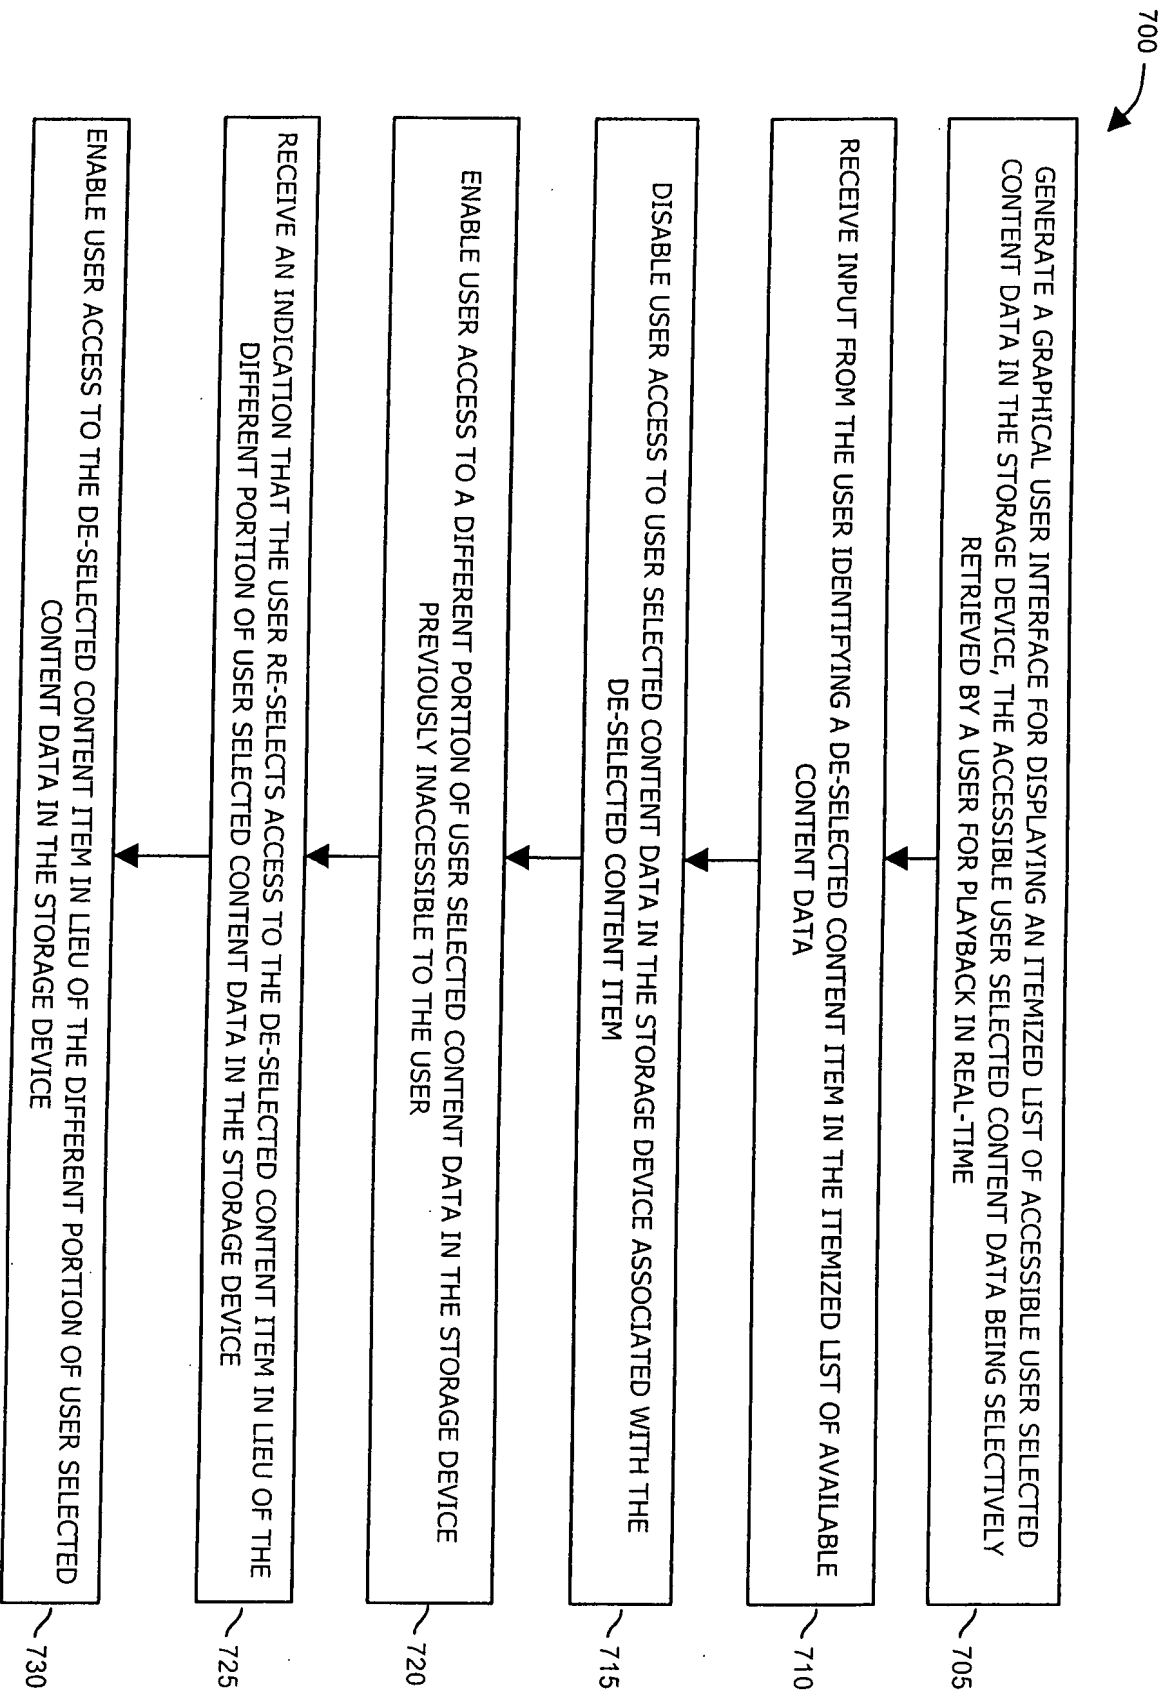 700
GENERATE A GRAPHICAL USER INTERFACE FOR DISPLAYING AN ITEMIZED LIST OF ACCESSIBLE USER SELECTED
CONTENT DATA IN THE STORAGE DEVICE, THE ACCESSIBLE USER SELECTED CONTENT DATA BEING SELECTIVELY
RETRIEVED BY A USER FOR PLAYBACK IN REAL-TIME
705
RECEIVE INPUT FROM THE USER IDENTIFYING A DE-SELECTED CONTENT ITEM IN THE ITEMIZED LIST OF AVAILABLE
CONTENT DATA
710
DISABLE USER ACCESS TO USER SELECTED CONTENT DATA IN THE STORAGE DEVICE ASSOCIATED WITH THE
DE-SELECTED CONTENT ITEM
715
ENABLE USER ACCESS TO A DIFFERENT PORTION OF USER SELECTED CONTENT DATA IN THE STORAGE DEVICE
PREVIOUSLY INACCESSIBLE TO THE USER
720
RECEIVE AN INDICATION THAT THE USER RE-SELECTS ACCESS TO THE DE-SELECTED CONTENT ITEM IN LIEU OF THE
DIFFERENT PORTION OF USER SELECTED CONTENT DATA IN THE STORAGE DEVICE
725
ENABLE USER ACCESS TO THE DE-SELECTED CONTENT ITEM IN LIEU OF THE DIFFERENT PORTION OF USER SELECTED
CONTENT DATA IN THE STORAGE DEVICE
730